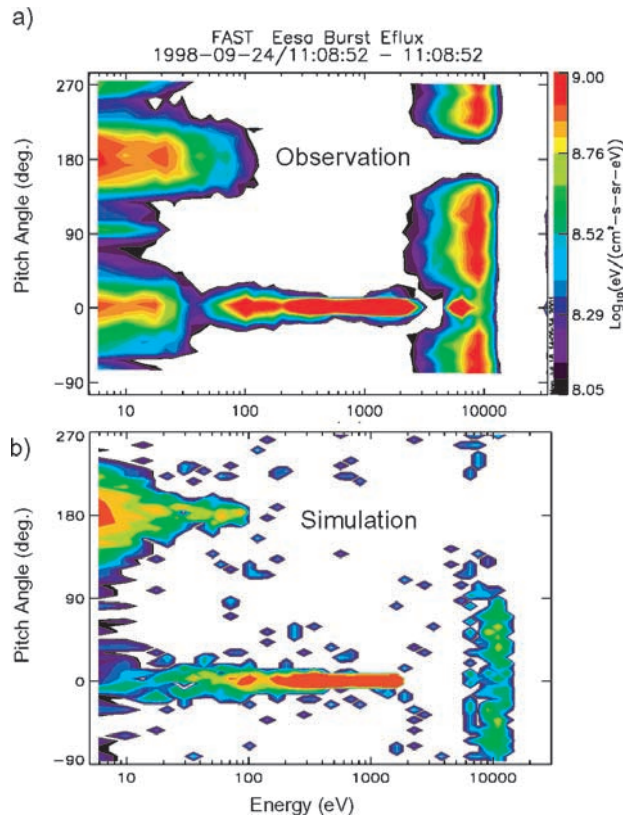 a)
FAST Eesa Burst Eflux
1998-09-24/11:08:52 - 11:08:52
Pitch Angle (deg.)
270
180
90
0
-90
Observation
10
100
1000
10000
9.00
8.76
8.52
8.29
8.05
Log10(eV/(cm²-s-sr-eV))
b)
Pitch Angle (deg.)
270
180
90
0
-90
Simulation
10
100
1000
10000
Energy (eV)